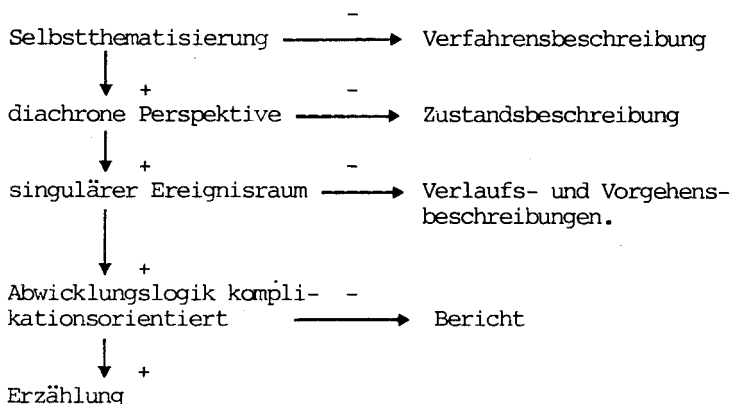 -
Selbstthematisierung Verfahrensbeschreibung
+ -
diachrone Perspektive Zustandsbeschreibung
+ -
singulärer Ereignisraum Verlaufs- und Vorgehens-
beschreibungen.
+
Abwicklungslogik kompli- -
kationsorientiert Bericht
+
Erzählung